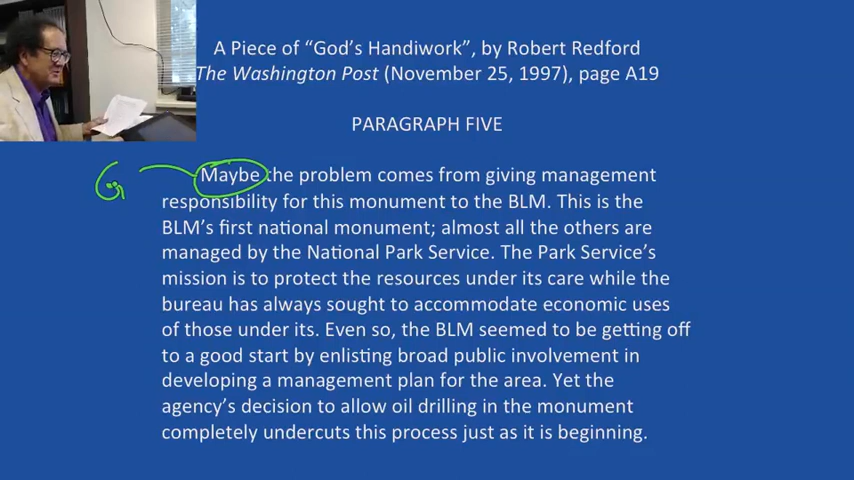 A Piece of “God’s Handiwork”, by Robert Redford
The Washington Post (November 25, 1997), page A19
PARAGRAPH FIVE
Maybe the problem comes from giving management
responsibility for this monument to the BLM. This is the
BLM’s first national monument; almost all the others are
managed by the National Park Service. The Park Service’s
mission is to protect the resources under its care while the
bureau has always sought to accommodate economic uses
of those under its. Even so, the BLM seemed to be getting off
to a good start by enlisting broad public involvement in
developing a management plan for the area. Yet the
agency’s decision to allow oil drilling in the monument
completely undercuts this process just as it is beginning.